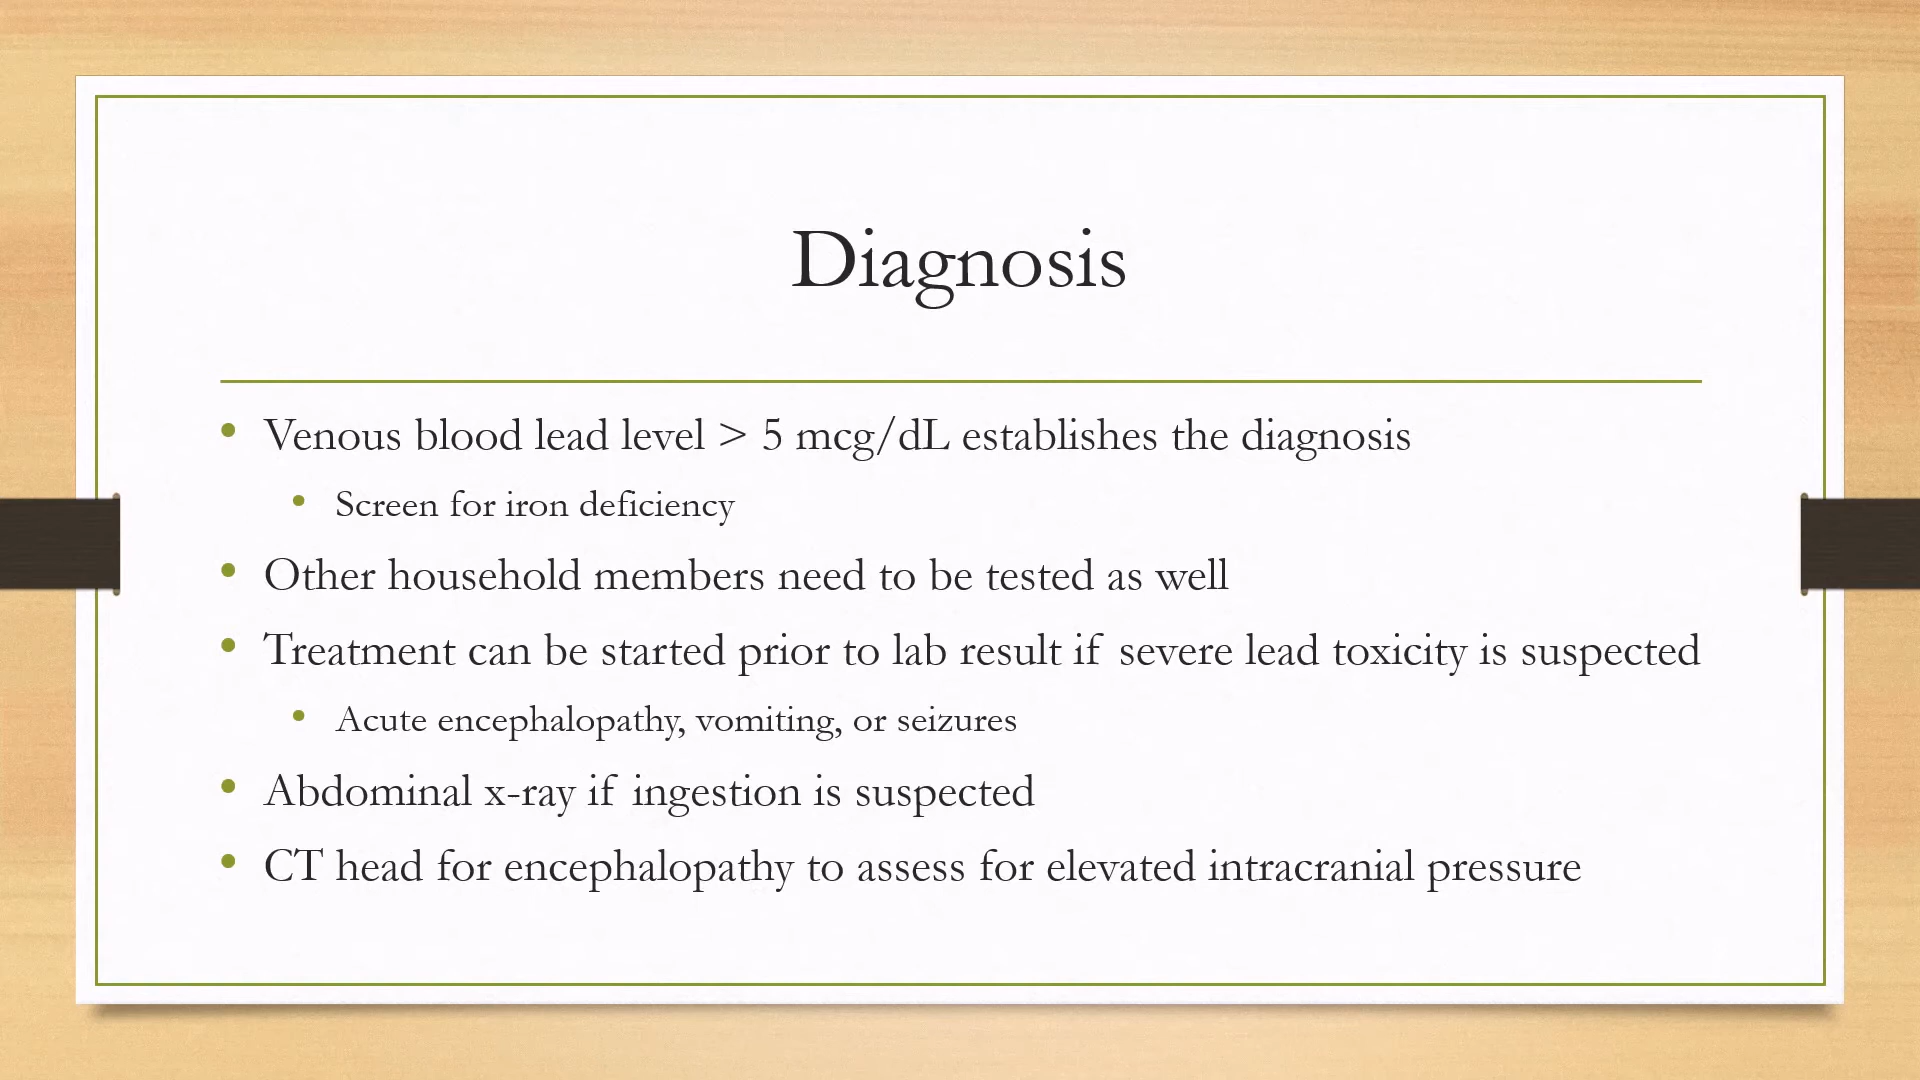 Diagnosis
• Venous blood lead level > 5 mcg/dL establishes the diagnosis
• Screen for iron deficiency
• Other household members need to be tested as well
• Treatment can be started prior to lab result if severe lead toxicity is suspected
• Acute encephalopathy, vomiting, or seizures
• Abdominal x-ray if ingestion is suspected
• CT head for encephalopathy to assess for elevated intracranial pressure